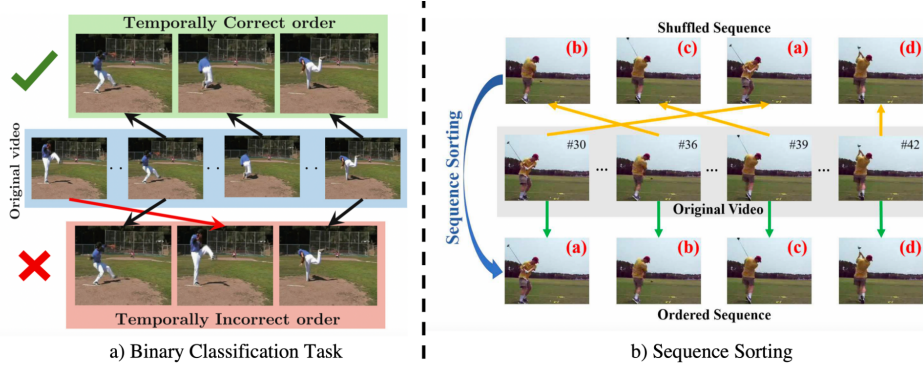 Temporally Correct order
Original video
. .
. .
. .
Temporally Incorrect order
a) Binary Classification Task
Shuffled Sequence
(b)
(c)
(a)
(d)
Sequence Sorting
#30
...
#36
...
#39
...
#42
Original Video
(a)
(b)
(c)
(d)
Ordered Sequence
b) Sequence Sorting